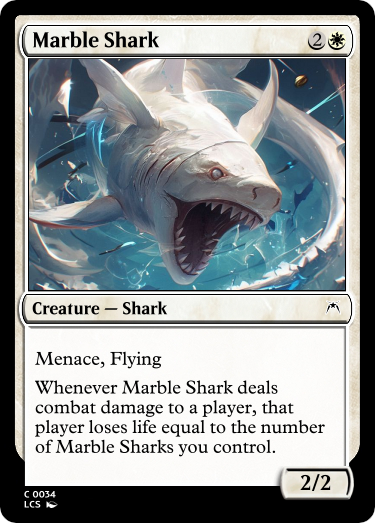 Marble Shark 2
Creature — Shark
Menace, Flying
Whenever Marble Shark deals
combat damage to a player, that
player loses life equal to the number
of Marble Sharks you control.
2/2
C 0034
LCS